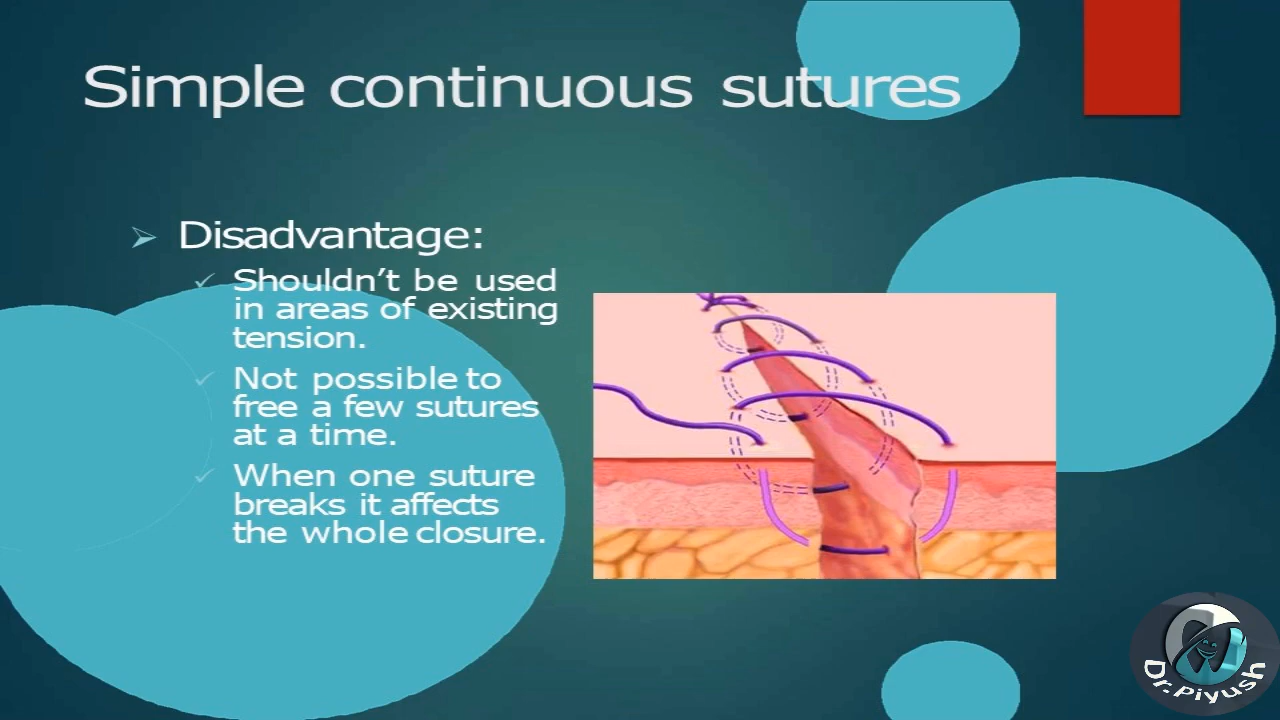 Simple continuous sutures
Disadvantage:
Shouldn’t be used
in areas of existing
tension.
Not possible to
free a few sutures
at a time.
When one suture
breaks it affects
the whole closure.
Dr. Piyush